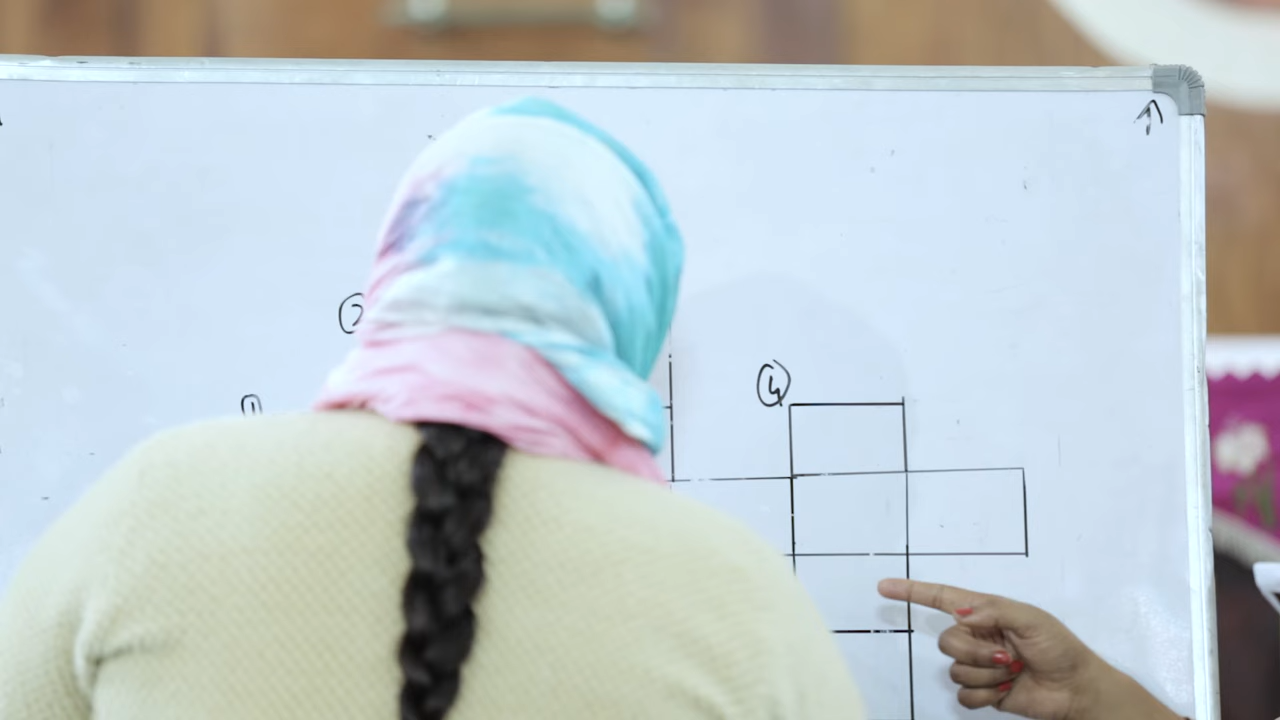 ②
①
④